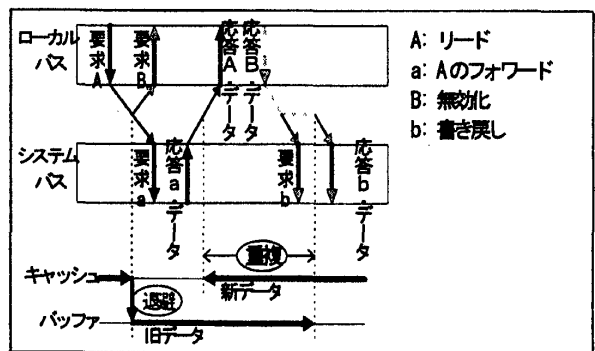 ローカル
バス
要求A
要求B
応答A・データ
応答B・データ
A: リード
a: Aのフォワード
B: 無効化
b: 書き戻し
システム
バス
要求a
応答a・データ
要求b
応答b・データ
重複
キャッシュ
新データ
退避
バッファ
旧データ